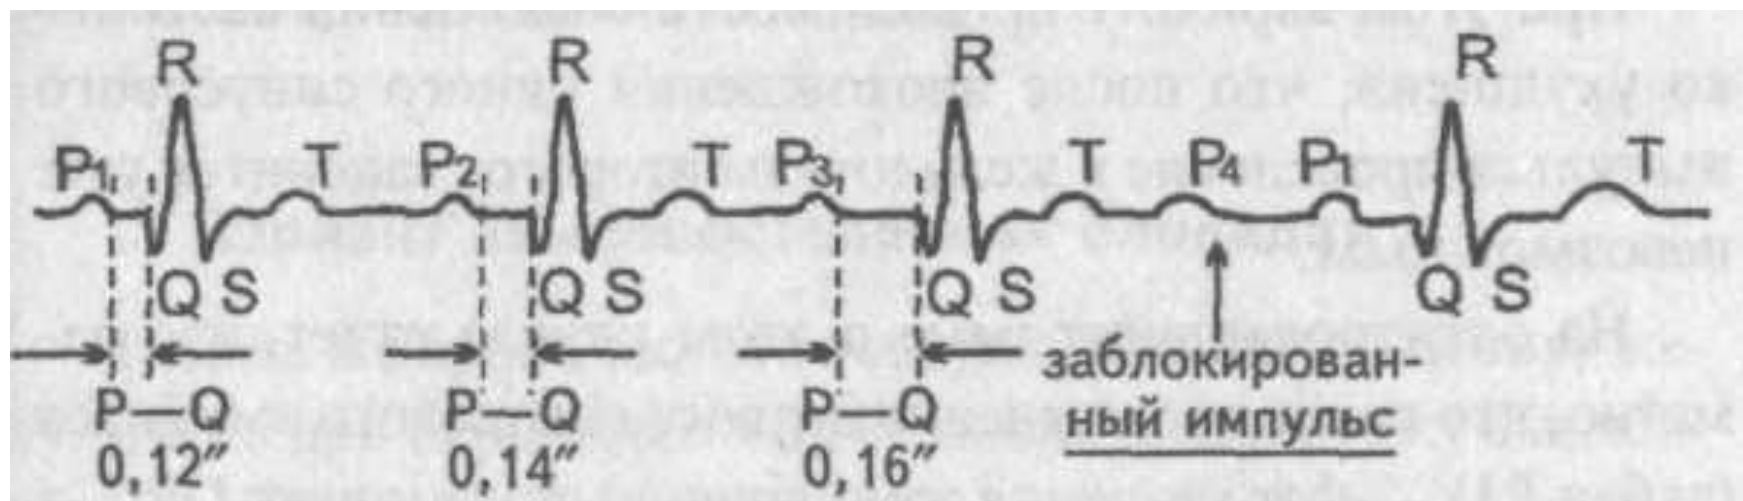 R R R R
P1 T P2 T P3 T P4 P1 T
Q S Q S Q S Q S
заблокирован-
ный импульс
P—Q P—Q P—Q
0,12″ 0,14″ 0,16″